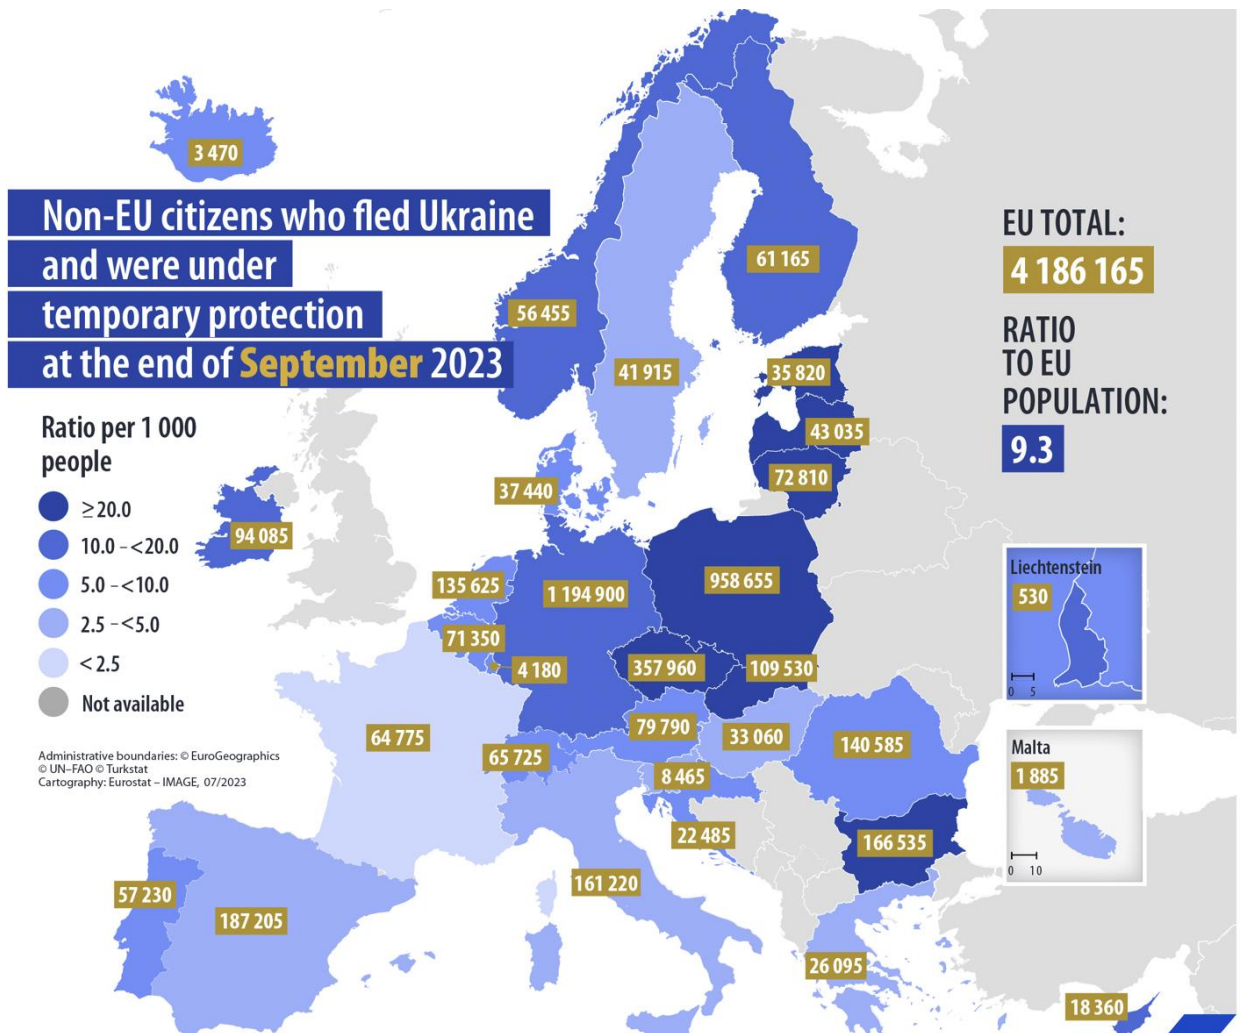 3 470
Non-EU citizens who fled Ukraine
and were under
temporary protection
at the end of September 2023
Ratio per 1 000
people
≥20.0
10.0 –<20.0
5.0 –<10.0
2.5 –<5.0
<2.5
Not available
Administrative boundaries: © EuroGeographics
© UN–FAO © Turkstat
Cartography: Eurostat – IMAGE, 07/2023
EU TOTAL:
4 186 165
RATIO
TO EU
POPULATION:
9.3
61 165
56 455
41 915
35 820
43 035
72 810
37 440
94 085
135 625
1 194 900
958 655
71 350
4 180
357 960
109 530
64 775
65 725
79 790
33 060
140 585
8 465
22 485
166 535
57 230
187 205
161 220
26 095
18 360
Liechtenstein
530
0 5
Malta
1 885
0 10